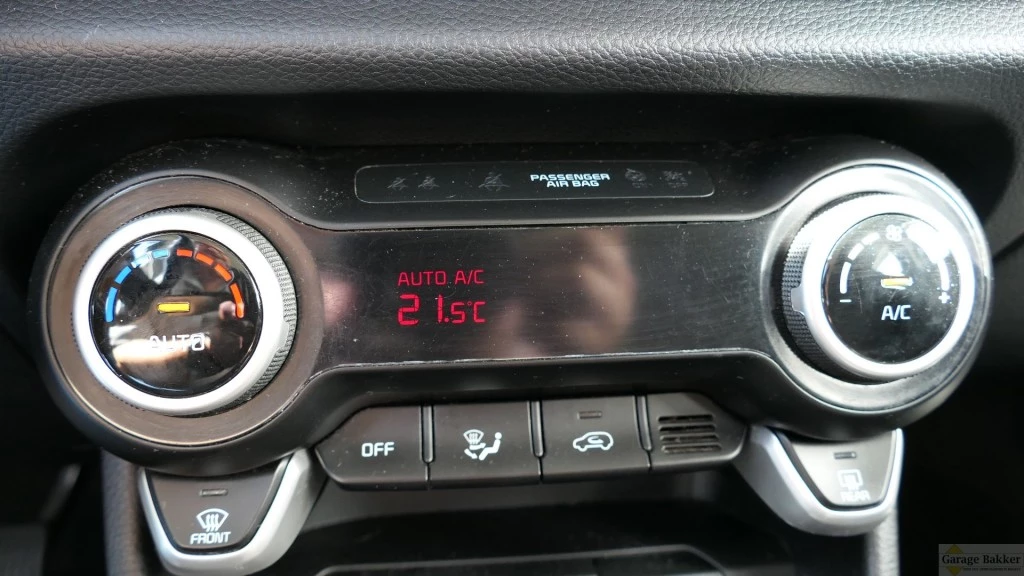 PASSENGER
AIR BAG
AUTO A/C
21.5°C
AUTO
A/C
OFF
FRONT
REAR
Garage Bakker